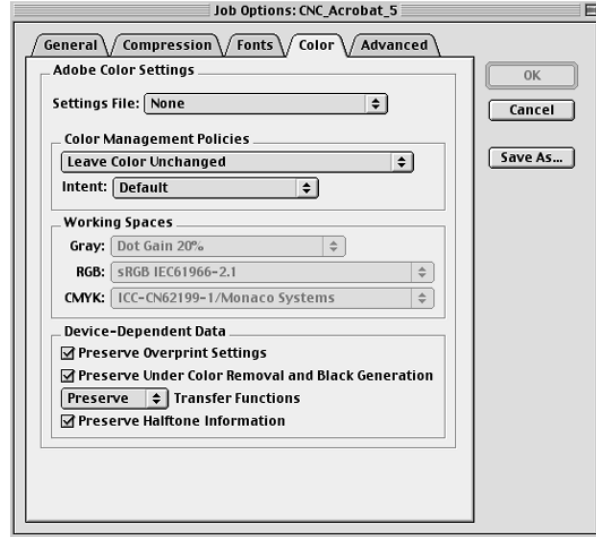 Job Options: CNC_Acrobat_5
General Compression Fonts Color Advanced
Adobe Color Settings
Settings File: None
Color Management Policies
Leave Color Unchanged
Intent: Default
Working Spaces
Gray: Dot Gain 20%
RGB: sRGB IEC61966-2.1
CMYK: ICC-CN62199-1/Monaco Systems
Device-Dependent Data
Preserve Overprint Settings
Preserve Under Color Removal and Black Generation
Preserve Transfer Functions
Preserve Halftone Information
OK
Cancel
Save As...